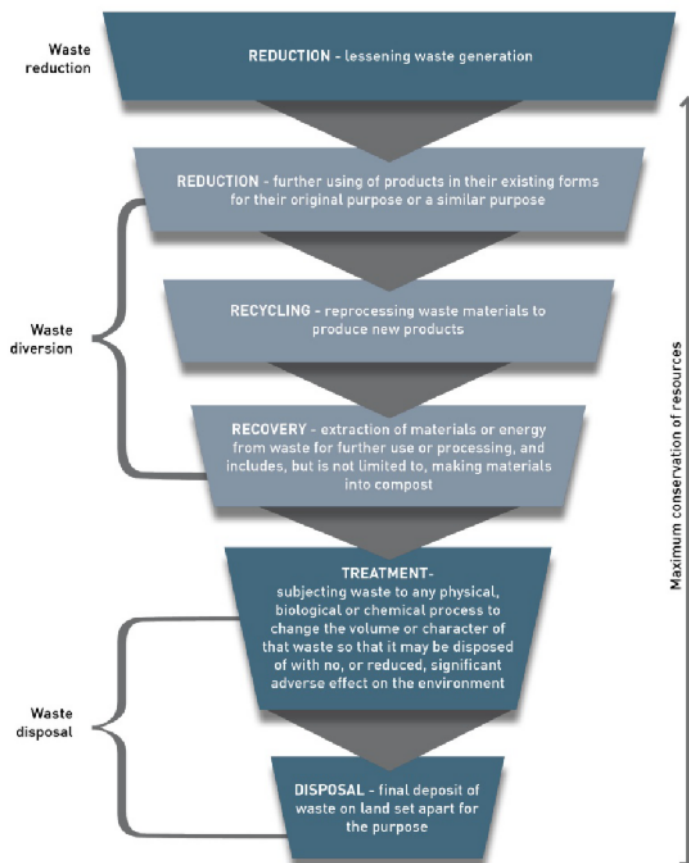 Waste
reduction
REDUCTION - lessening waste generation
REDUCTION - further using of products in their existing forms
for their original purpose or a similar purpose
Waste
diversion
RECYCLING - reprocessing waste materials to
produce new products
RECOVERY - extraction of materials or energy
from waste for further use or processing, and
includes, but is not limited to, making materials
into compost
Waste
disposal
TREATMENT-
subjecting waste to any physical,
biological or chemical process to
change the volume or character of
that waste so that it may be disposed
of with no, or reduced, significant
adverse effect on the environment
DISPOSAL - final deposit of
waste on land set apart for
the purpose
Maximum conservation of resources